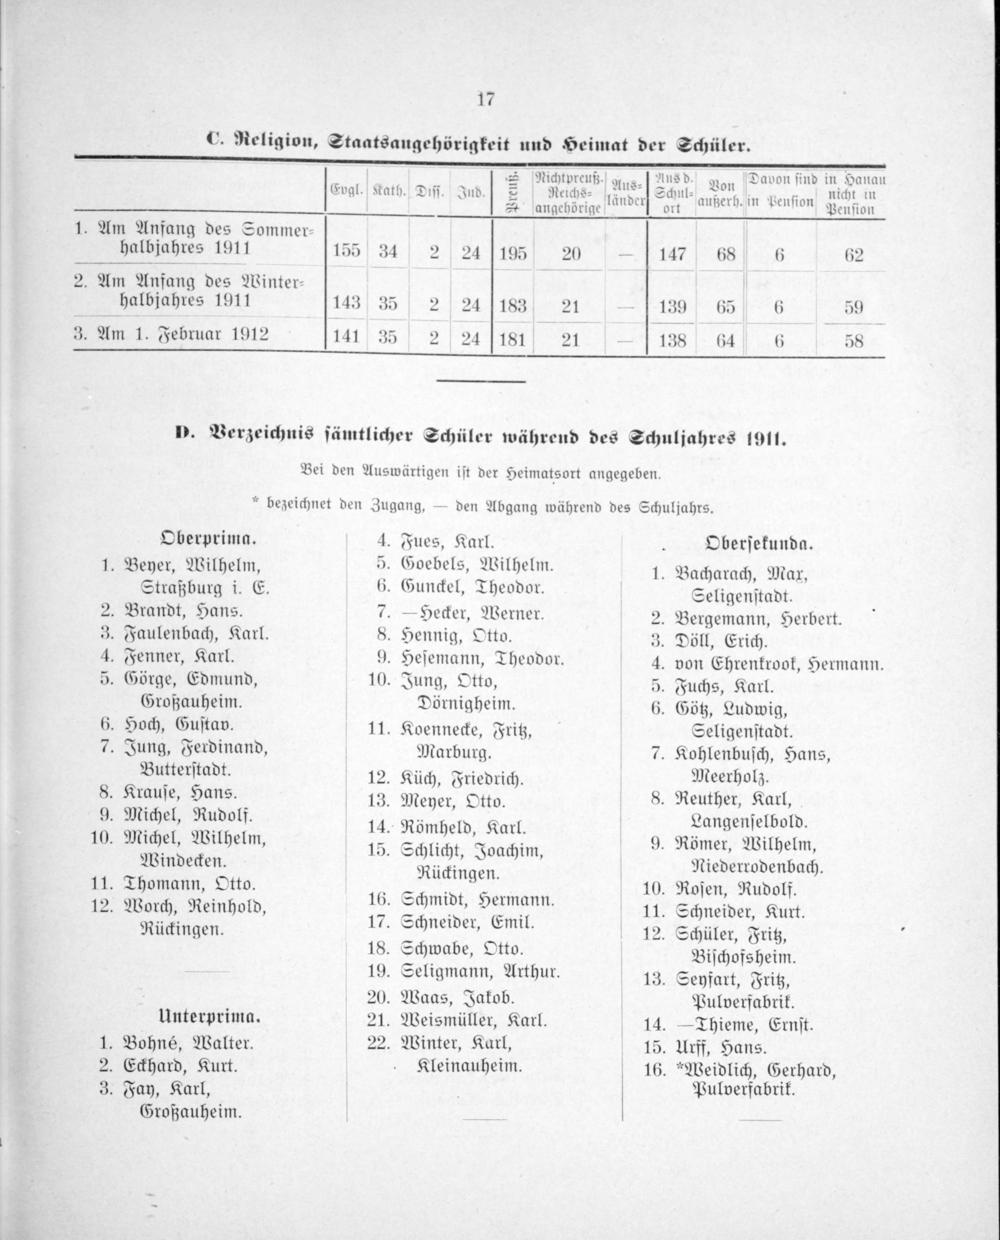 17
C. Religion, Staatsangehörigkeit und Heimat der Schüler.
Evgl. Kath. Diss. Jüd. Preuß. Nichtpreuß. Reichs= angehörige Aus= länder Aus d. Schul= ort Von außerh. Davon sind in Hanau in Pension nicht in Pension
1. Am Anfang des Sommer=
halbjahres 1911 155 34 2 24 195 20 — 147 68 6 62
2. Am Anfang des Winter=
halbjahres 1911 143 35 2 24 183 21 — 139 65 6 59
3. Am 1. Februar 1912 141 35 2 24 181 21 — 138 64 6 58
D. Verzeichnis sämtlicher Schüler während des Schuljahres 1911.
Bei den Auswärtigen ist der Heimatsort angegeben.
* bezeichnet den Zugang, — den Abgang während des Schuljahrs.
Oberprima.
1. Beyer, Wilhelm,
Straßburg i. E.
2. Brandt, Hans.
3. Faulenbach, Karl.
4. Fenner, Karl.
5. Görge, Edmund,
Großauheim.
6. Hoch, Gustav.
7. Jung, Ferdinand,
Butterstadt.
8. Krause, Hans.
9. Michel, Rudolf.
10. Michel, Wilhelm,
Windecken.
11. Thomann, Otto.
12. Worch, Reinhold,
Rückingen.
Unterprima.
1. Bohné, Walter.
2. Eckhard, Kurt.
3. Fay, Karl,
Großauheim.
4. Fues, Karl.
5. Goebels, Wilhelm.
6. Gunckel, Theodor.
7. —Hecker, Werner.
8. Hennig, Otto.
9. Hesemann, Theodor.
10. Jung, Otto,
Dörnigheim.
11. Koennecke, Fritz,
Marburg.
12. Küch, Friedrich.
13. Meyer, Otto.
14. Römheld, Karl.
15. Schlicht, Joachim,
Rückingen.
16. Schmidt, Hermann.
17. Schneider, Emil.
18. Schwabe, Otto.
19. Seligmann, Arthur.
20. Waas, Jakob.
21. Weismüller, Karl.
22. Winter, Karl,
Kleinauheim.
Obersekunda.
1. Bacharach, Max,
Seligenstadt.
2. Bergemann, Herbert.
3. Döll, Erich.
4. von Ehrenkrook, Hermann.
5. Fuchs, Karl.
6. Götz, Ludwig,
Seligenstadt.
7. Kohlenbusch, Hans,
Meerholz.
8. Reuther, Karl,
Langenselbold.
9. Römer, Wilhelm,
Niederrodenbach.
10. Rosen, Rudolf.
11. Schneider, Kurt.
12. Schüler, Fritz,
Bischofsheim.
13. Seyfart, Fritz,
Pulverfabrik.
14. —Thieme, Ernst.
15. Urff, Hans.
16. *Weidlich, Gerhard,
Pulverfabrik.